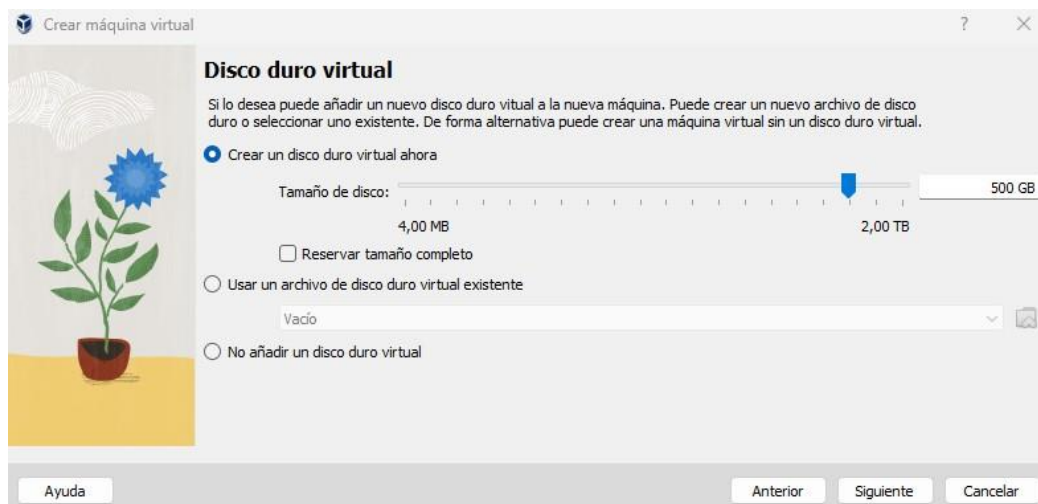 Crear máquina virtual
?
Disco duro virtual
Si lo desea puede añadir un nuevo disco duro vitual a la nueva máquina. Puede crear un nuevo archivo de disco
duro o seleccionar uno existente. De forma alternativa puede crear una máquina virtual sin un disco duro virtual.
Crear un disco duro virtual ahora
Tamaño de disco:
500 GB
4,00 MB
2,00 TB
Reservar tamaño completo
Usar un archivo de disco duro virtual existente
Vacío
No añadir un disco duro virtual
Ayuda
Anterior
Siguiente
Cancelar